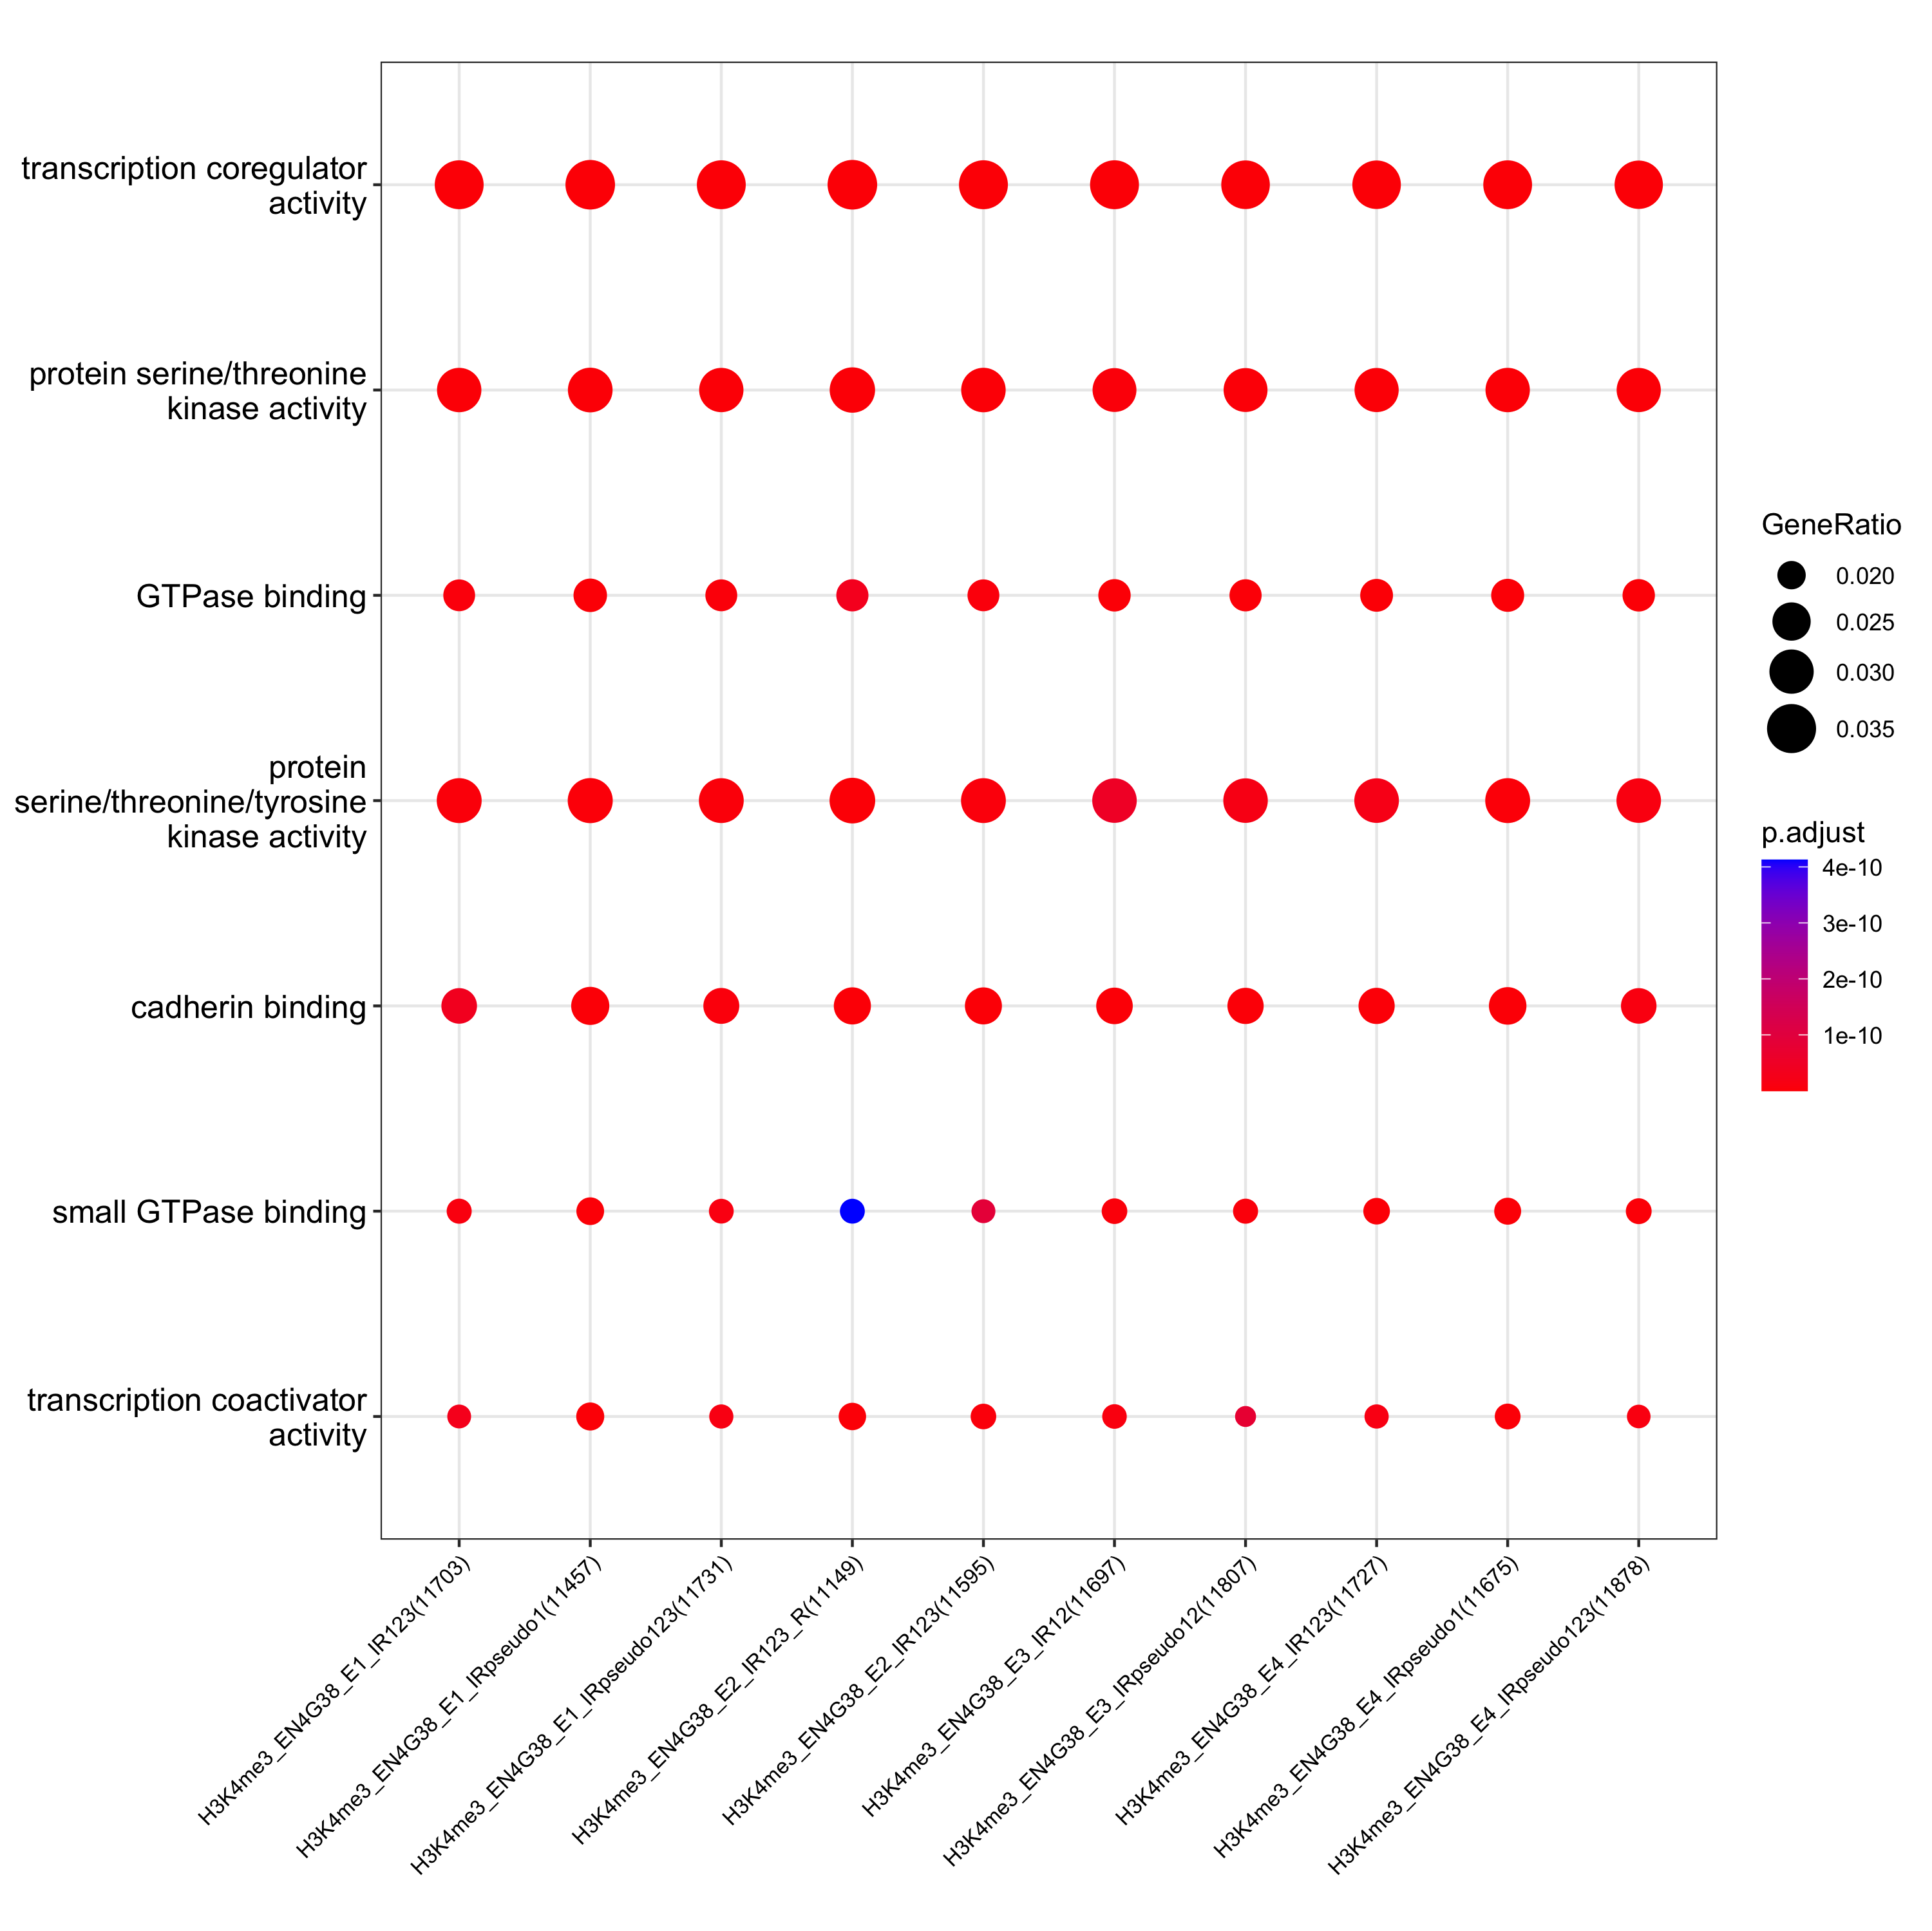 transcription coregulator
activity
protein serine/threonine
kinase activity
GTPase binding
protein
serine/threonine/tyrosine
kinase activity
cadherin binding
small GTPase binding
transcription coactivator
activity
H3K4me3_EN4G38_E1_IR123(11703)
H3K4me3_EN4G38_E1_IRpseudo1(11457)
H3K4me3_EN4G38_E1_IRpseudo123(11731)
H3K4me3_EN4G38_E2_IR123_R(11149)
H3K4me3_EN4G38_E2_IR123(11595)
H3K4me3_EN4G38_E3_IR12(11697)
H3K4me3_EN4G38_E3_IRpseudo12(11807)
H3K4me3_EN4G38_E4_IR123(11727)
H3K4me3_EN4G38_E4_IRpseudo1(11675)
H3K4me3_EN4G38_E4_IRpseudo123(11878)
GeneRatio
0.020
0.025
0.030
0.035
p.adjust
4e-10
3e-10
2e-10
1e-10